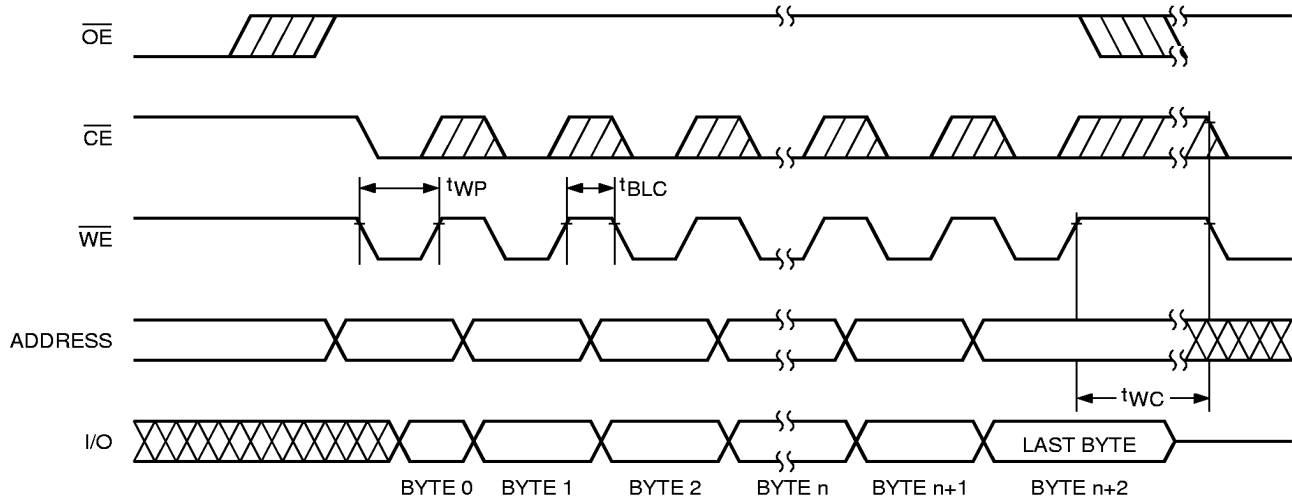 OE
CE
tWP
tBLC
WE
ADDRESS
tWC
I/O
LAST BYTE
BYTE 0 BYTE 1 BYTE 2 BYTE n BYTE n+1 BYTE n+2